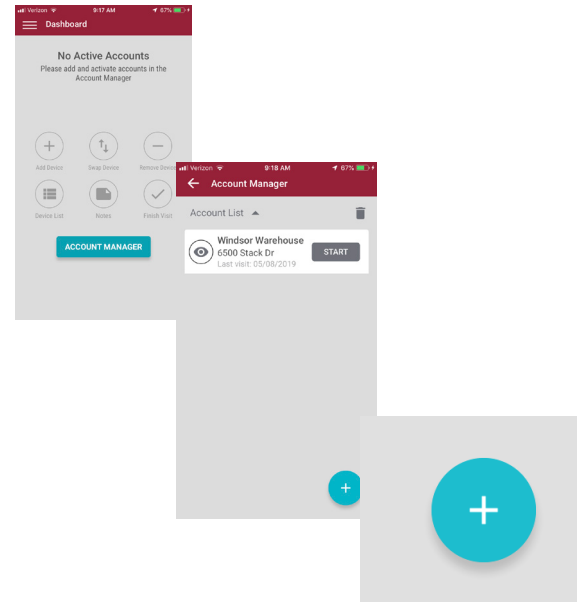 Verizon 9:17 AM 67%
Dashboard
No Active Accounts
Please add and activate accounts in the
Account Manager
Add Device Swap Device Remove Device
Device List Notes Finish Visit
ACCOUNT MANAGER
Verizon 9:18 AM 67%
Account Manager
Account List
Windsor Warehouse
6500 Stack Dr
Last visit: 05/08/2019
START